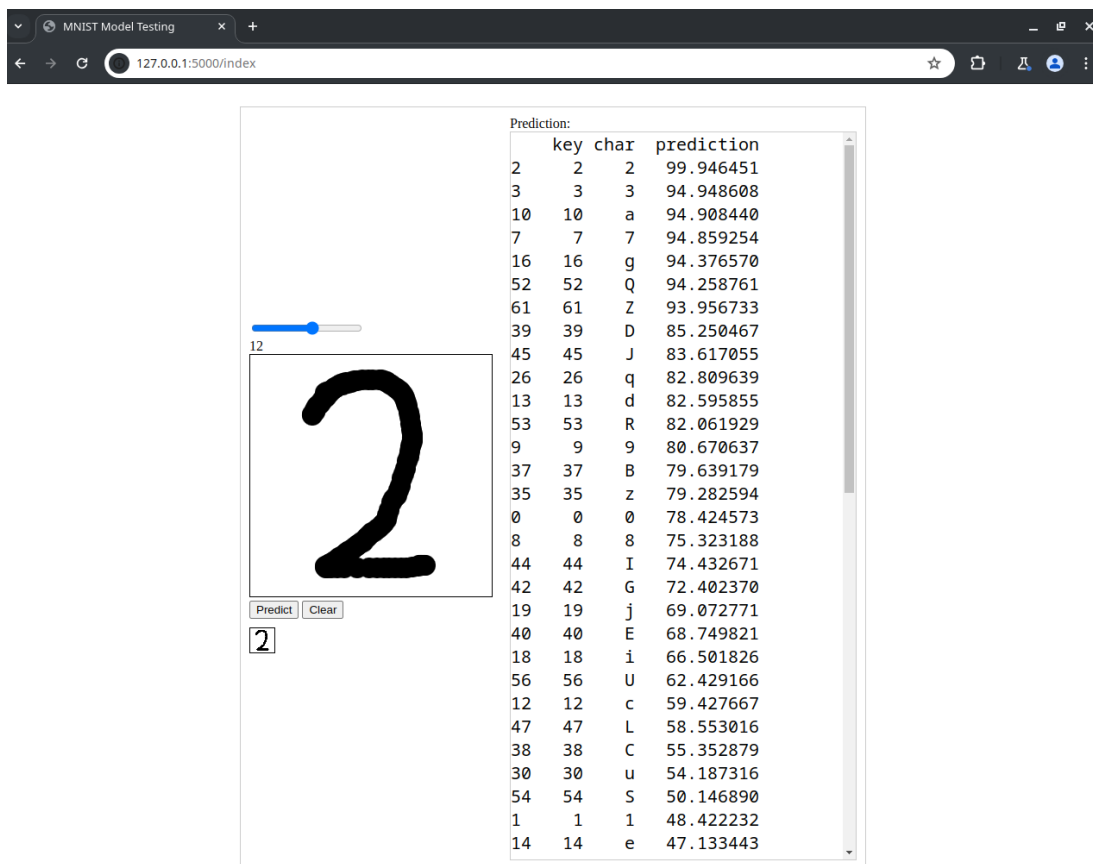 MNIST Model Testing
127.0.0.1:5000/index
Prediction:
key char prediction
2 2 2 99.946451
3 3 3 94.948608
10 10 a 94.908440
7 7 7 94.859254
16 16 g 94.376570
52 52 Q 94.258761
61 61 Z 93.956733
39 39 D 85.250467
45 45 J 83.617055
26 26 q 82.809639
13 13 d 82.595855
53 53 R 82.061929
9 9 9 80.670637
37 37 B 79.639179
35 35 z 79.282594
0 0 0 78.424573
8 8 8 75.323188
44 44 I 74.432671
42 42 G 72.402370
19 19 j 69.072771
40 40 E 68.749821
18 18 i 66.501826
56 56 U 62.429166
12 12 c 59.427667
47 47 L 58.553016
38 38 C 55.352879
30 30 u 54.187316
54 54 S 50.146890
1 1 1 48.422232
14 14 e 47.133443
12
2
Predict Clear
2